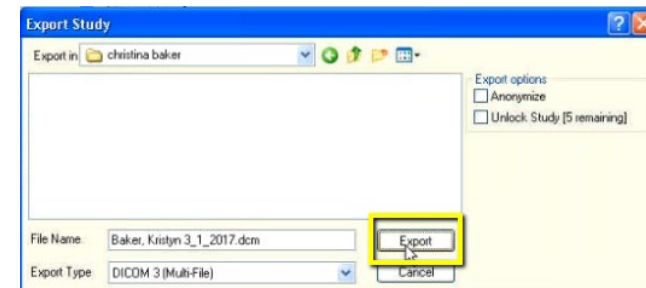 Export Study
Export in christina baker
Export options
Anonymize
Unlock Study [5 remaining]
File Name Baker, Kristyn 3_1_2017.dcm Export
Export Type DICOM 3 (Multi-File) Cancel